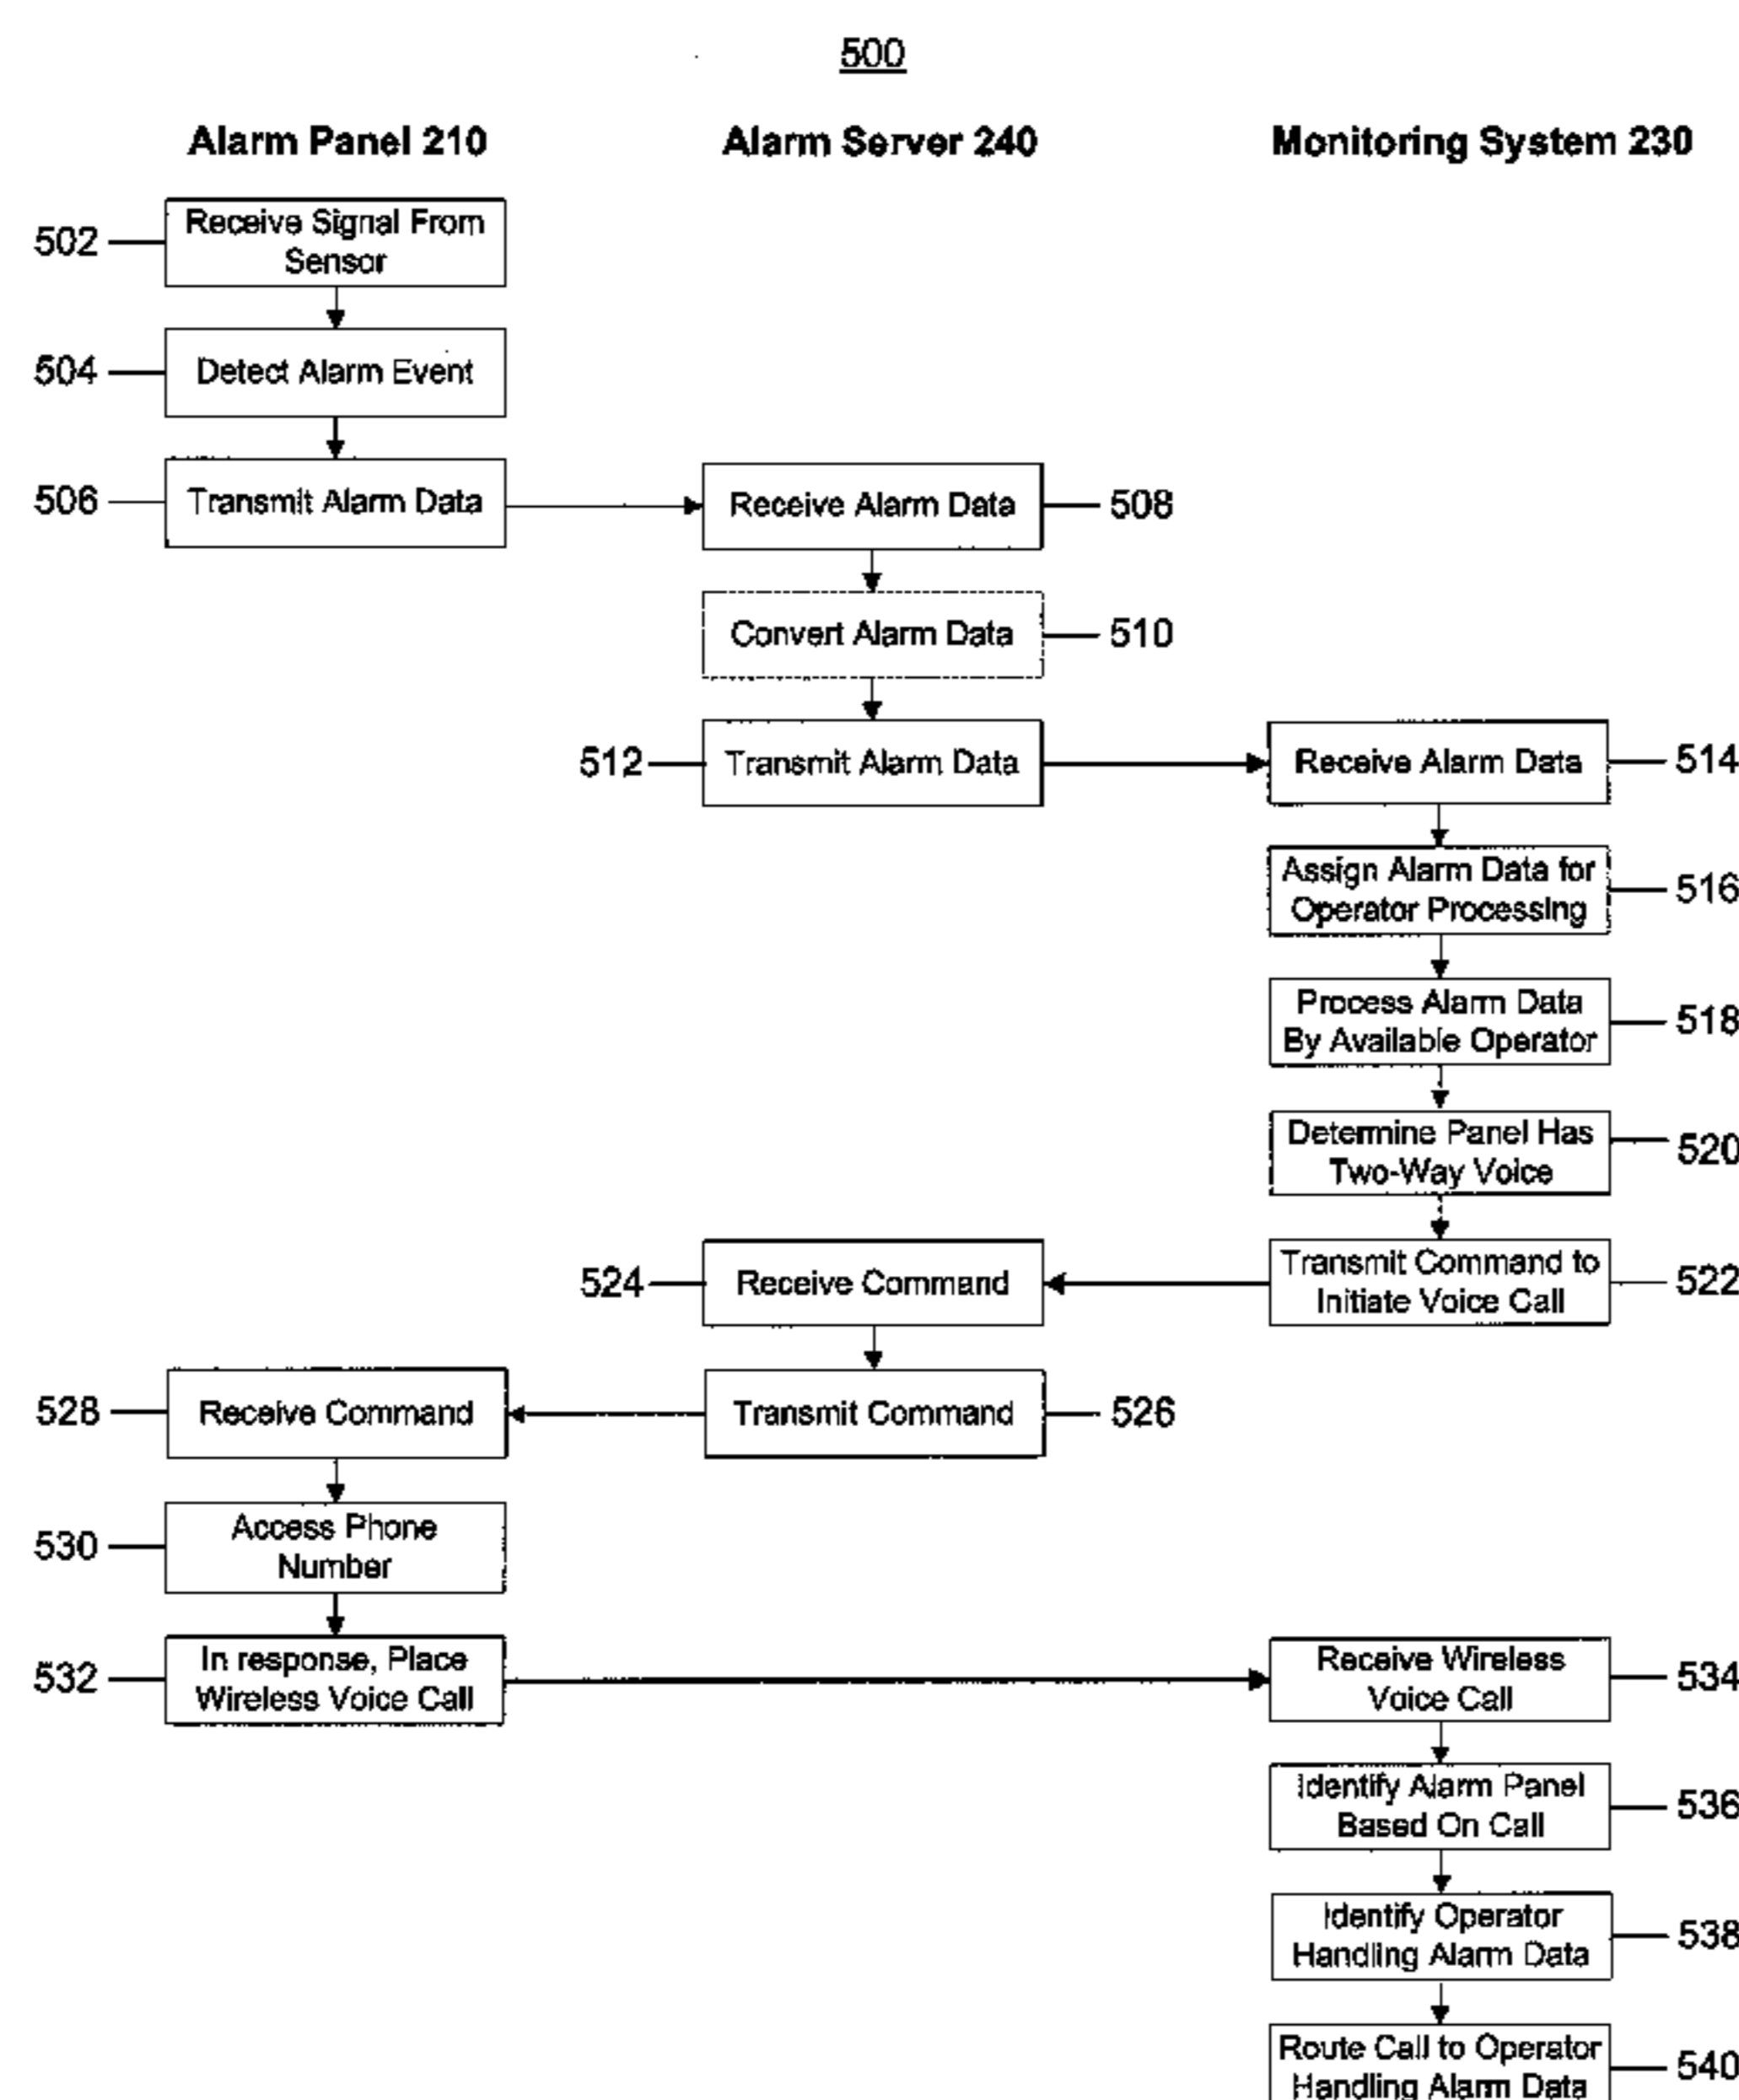 500
Alarm Panel 210
Alarm Server 240
Monitoring System 230
502
Receive Signal From
Sensor
504
Detect Alarm Event
506
Transmit Alarm Data
Receive Alarm Data
508
Convert Alarm Data
510
512
Transmit Alarm Data
Receive Alarm Data
514
Assign Alarm Data for
Operator Processing
516
Process Alarm Data
By Available Operator
518
Determine Panel Has
Two-Way Voice
520
Transmit Command to
Initiate Voice Call
522
524
Receive Command
Transmit Command
526
528
Receive Command
530
Access Phone
Number
532
In response, Place
Wireless Voice Call
Receive Wireless
Voice Call
534
Identify Alarm Panel
Based On Call
536
Identify Operator
Handling Alarm Data
538
Route Call to Operator
Handling Alarm Data
540